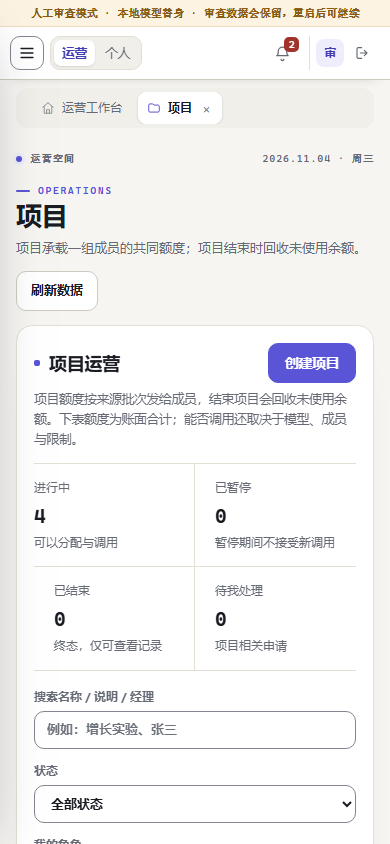 人工审查模式 · 本地模型替身 · 审查数据会保留，重启后可继续
运营 个人 2 审
运营工作台 项目 ×
运营空间 2026.11.04 · 周三
OPERATIONS
项目
项目承载一组成员的共同额度；项目结束时回收未使用余额。
刷新数据
项目运营 创建项目
项目额度按来源批次发给成员，结束项目会回收未使用余
额。下表额度为账面合计；能否调用还取决于模型、成员
与限制。
进行中 已暂停
4 0
可以分配与调用 暂停期间不接受新调用
已结束 待我处理
0 0
终态，仅可查看记录 项目相关申请
搜索名称 / 说明 / 经理
例如：增长实验、张三
状态
全部状态
我的角色